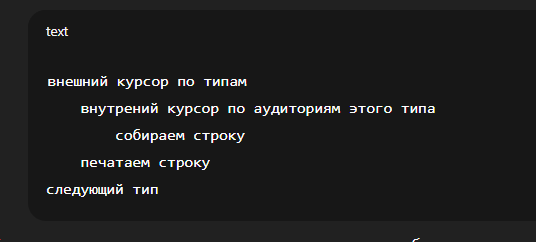 text
внешний курсор по типам
внутрений курсор по аудиториям этого типа
собираем строку
печатаем строку
следующий тип